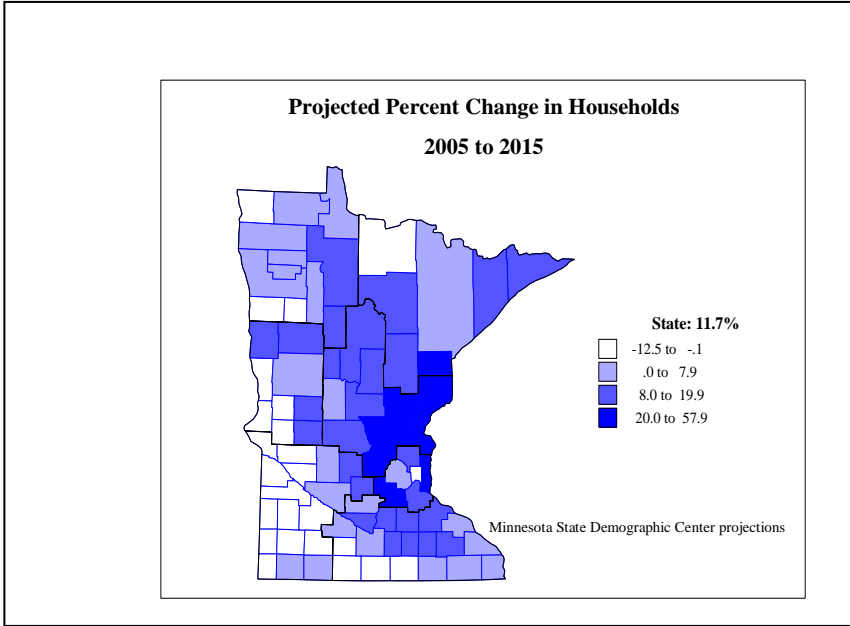 Projected Percent Change in Households
2005 to 2015
State: 11.7%
-12.5 to -.1
.0 to 7.9
8.0 to 19.9
20.0 to 57.9
Minnesota State Demographic Center projections